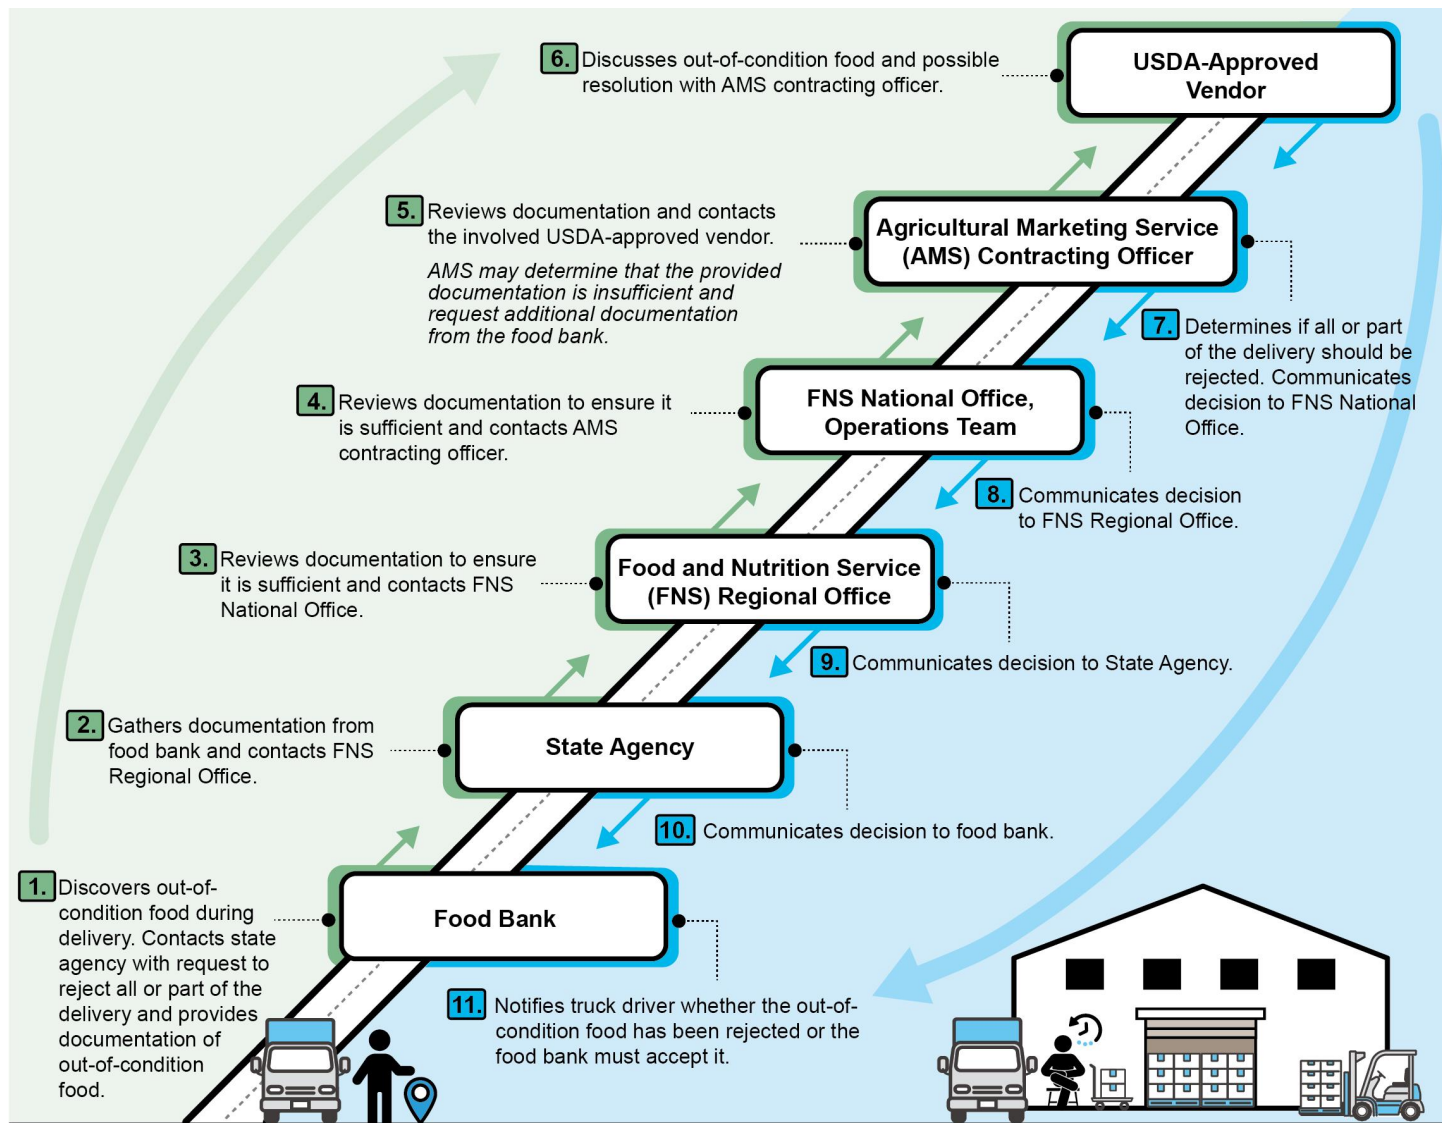 6. Discusses out-of-condition food and possible
resolution with AMS contracting officer.
USDA-Approved
Vendor
5. Reviews documentation and contacts
the involved USDA-approved vendor.
AMS may determine that the provided
documentation is insufficient and
request additional documentation
from the food bank.
Agricultural Marketing Service
(AMS) Contracting Officer
7. Determines if all or part
of the delivery should be
rejected. Communicates
decision to FNS National
Office.
4. Reviews documentation to ensure it
is sufficient and contacts AMS
contracting officer.
FNS National Office,
Operations Team
8. Communicates decision
to FNS Regional Office.
3. Reviews documentation to ensure
it is sufficient and contacts FNS
National Office.
Food and Nutrition Service
(FNS) Regional Office
9. Communicates decision to State Agency.
2. Gathers documentation from
food bank and contacts FNS
Regional Office.
State Agency
10. Communicates decision to food bank.
1. Discovers out-of-
condition food during
delivery. Contacts state
agency with request to
reject all or part of the
delivery and provides
documentation of
out-of-condition
food.
Food Bank
11. Notifies truck driver whether the out-of-
condition food has been rejected or the
food bank must accept it.